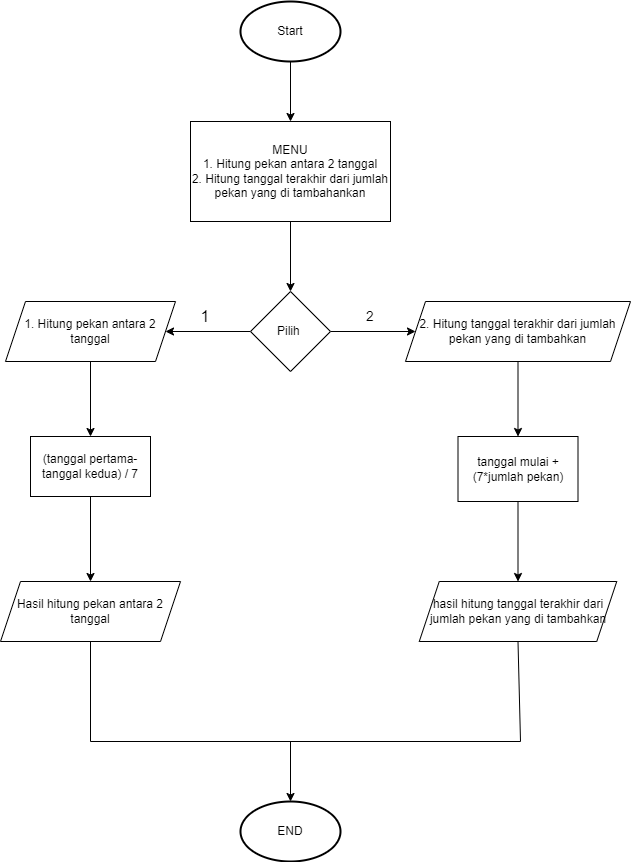 Start
MENU
1. Hitung pekan antara 2 tanggal
2. Hitung tanggal terakhir dari jumlah
pekan yang di tambahankan
1
Pilih
2
1. Hitung pekan antara 2
tanggal
2. Hitung tanggal terakhir dari jumlah
pekan yang di tambahkan
(tanggal pertama-
tanggal kedua) / 7
tanggal mulai +
(7*jumlah pekan)
Hasil hitung pekan antara 2
tanggal
hasil hitung tanggal terakhir dari
jumlah pekan yang di tambahkan
END